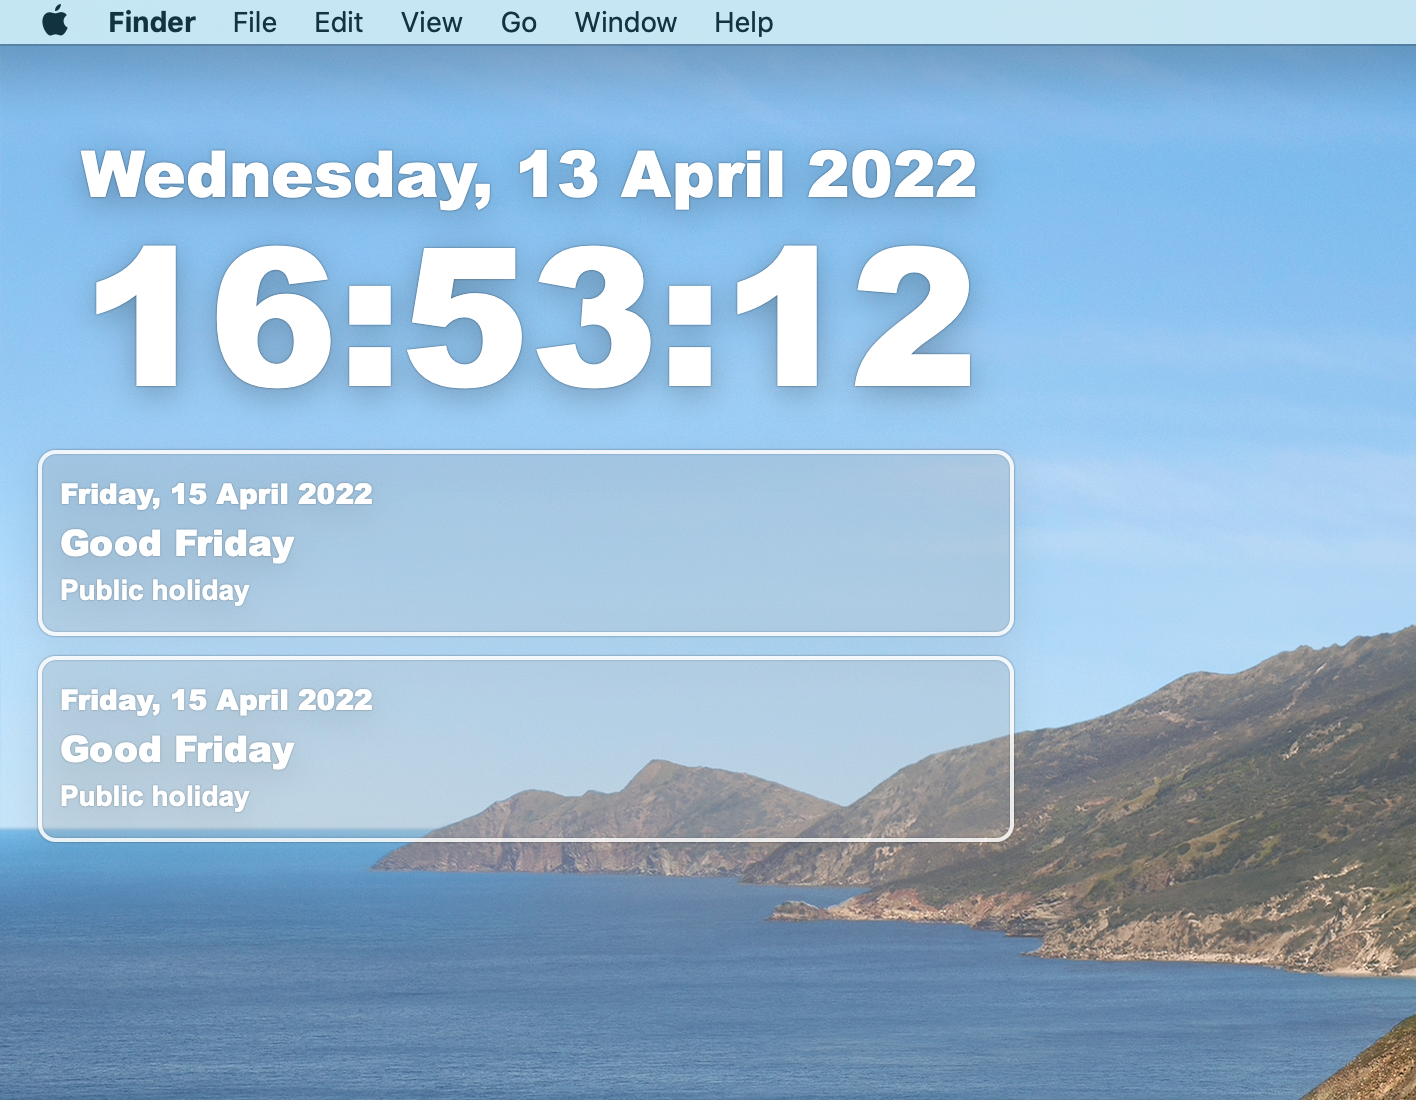 Finder File Edit View Go Window Help
Wednesday, 13 April 2022
16:53:12
Friday, 15 April 2022
Good Friday
Public holiday
Friday, 15 April 2022
Good Friday
Public holiday